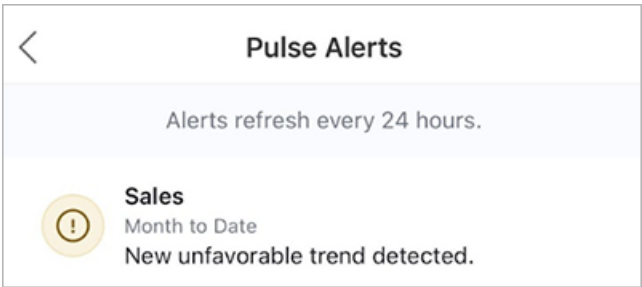 Pulse Alerts
Alerts refresh every 24 hours.
Sales
Month to Date
New unfavorable trend detected.